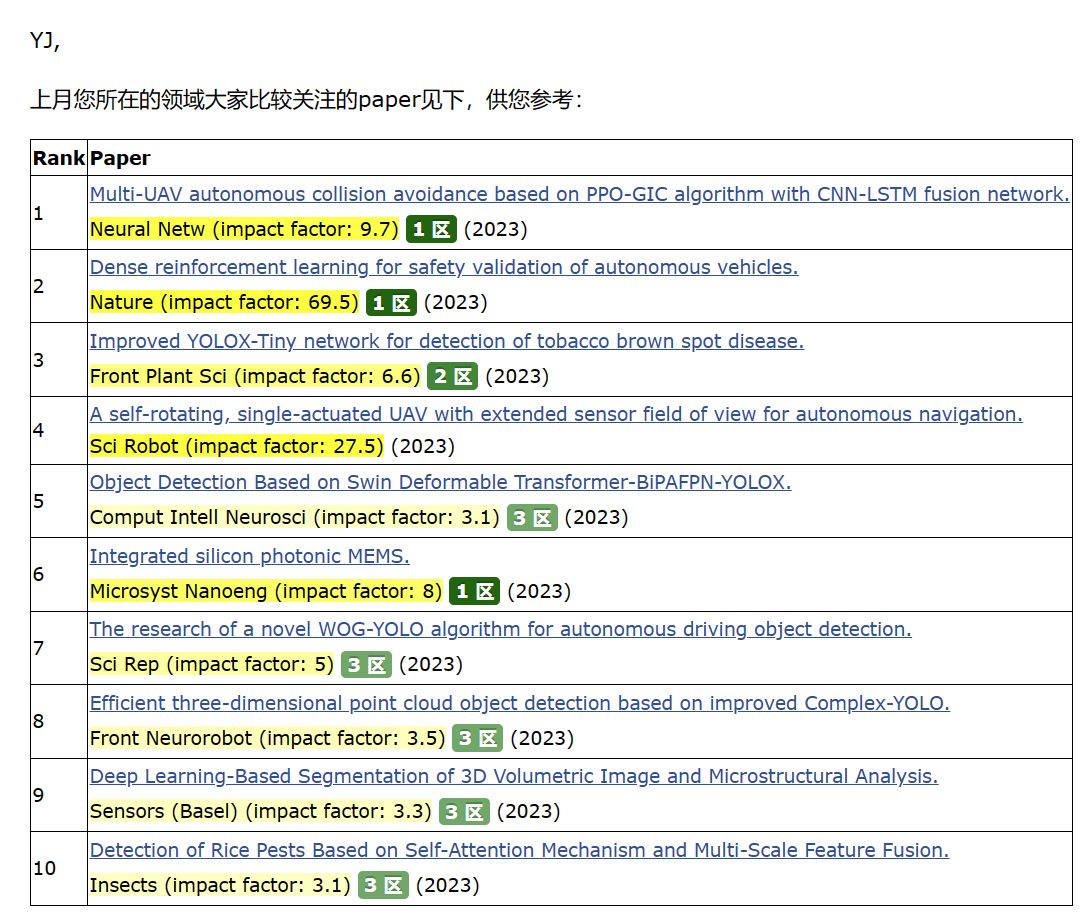 YJ,
上月您所在的领域大家比较关注的paper见下，供您参考：
Rank Paper
1
Multi-UAV autonomous collision avoidance based on PPO-GIC algorithm with CNN-LSTM fusion network.
Neural Netw (impact factor: 9.7) 1 区 (2023)
2
Dense reinforcement learning for safety validation of autonomous vehicles.
Nature (impact factor: 69.5) 1 区 (2023)
3
Improved YOLOX-Tiny network for detection of tobacco brown spot disease.
Front Plant Sci (impact factor: 6.6) 2 区 (2023)
4
A self-rotating, single-actuated UAV with extended sensor field of view for autonomous navigation.
Sci Robot (impact factor: 27.5) (2023)
5
Object Detection Based on Swin Deformable Transformer-BiPAFPN-YOLOX.
Comput Intell Neurosci (impact factor: 3.1) 3 区 (2023)
6
Integrated silicon photonic MEMS.
Microsyst Nanoeng (impact factor: 8) 1 区 (2023)
7
The research of a novel WOG-YOLO algorithm for autonomous driving object detection.
Sci Rep (impact factor: 5) 3 区 (2023)
8
Efficient three-dimensional point cloud object detection based on improved Complex-YOLO.
Front Neurorobot (impact factor: 3.5) 3 区 (2023)
9
Deep Learning-Based Segmentation of 3D Volumetric Image and Microstructural Analysis.
Sensors (Basel) (impact factor: 3.3) 3 区 (2023)
10
Detection of Rice Pests Based on Self-Attention Mechanism and Multi-Scale Feature Fusion.
Insects (impact factor: 3.1) 3 区 (2023)